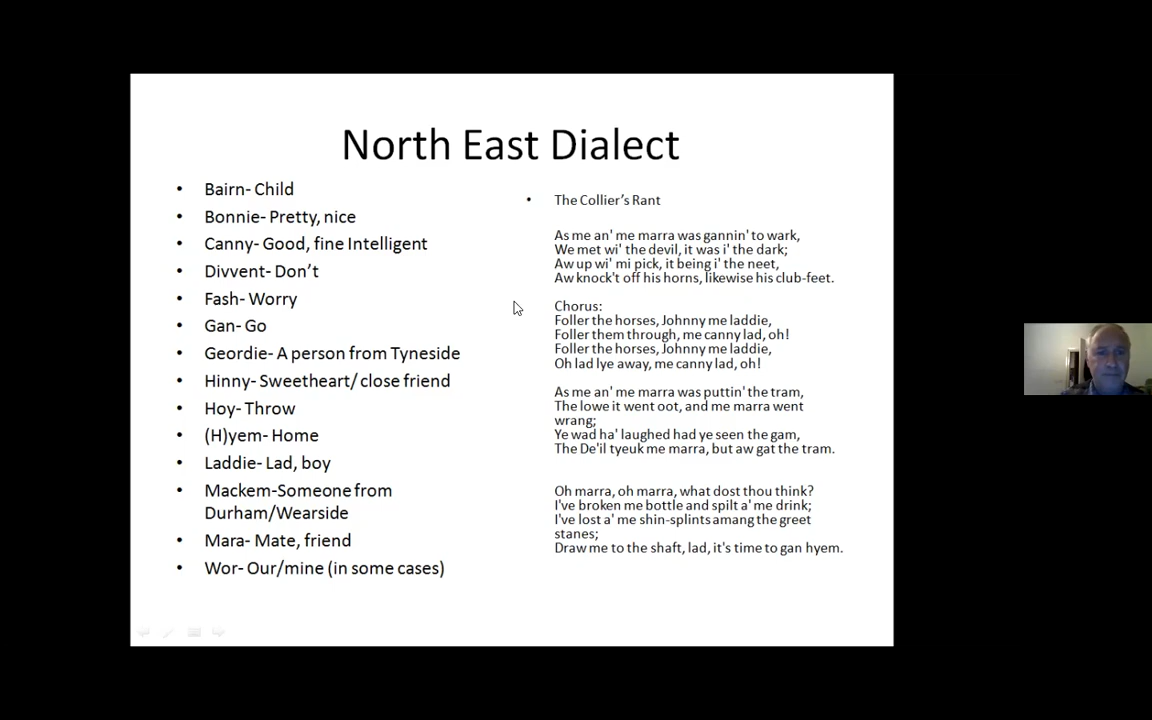 North East Dialect
• Bairn- Child
• Bonnie- Pretty, nice
• Canny- Good, fine Intelligent
• Divvent- Don't
• Fash- Worry
• Gan- Go
• Geordie- A person from Tyneside
• Hinny- Sweetheart/ close friend
• Hoy- Throw
• (H)yem- Home
• Laddie- Lad, boy
• Mackem-Someone from
Durham/Wearside
• Mara- Mate, friend
• Wor- Our/mine (in some cases)
• The Collier's Rant
As me an' me marra was gannin' to wark,
We met wi' the devil, it was i' the dark;
Aw up wi' mi pick, it being i' the neet,
Aw knock't off his horns, likewise his club-feet.
Chorus:
Foller the horses, Johnny me laddie,
Foller them through, me canny lad, oh!
Foller the horses, Johnny me laddie,
Oh lad lye away, me canny lad, oh!
As me an' me marra was puttin' the tram,
The lowe it went oot, and me marra went
wrang;
Ye wad ha' laughed had ye seen the gam,
The De'il tyeuk me marra, but aw gat the tram.
Oh marra, oh marra, what dost thou think?
I've broken me bottle and spilt a' me drink;
I've lost a' me shin-splints amang the greet
stanes;
Draw me to the shaft, lad, it's time to gan hyem.